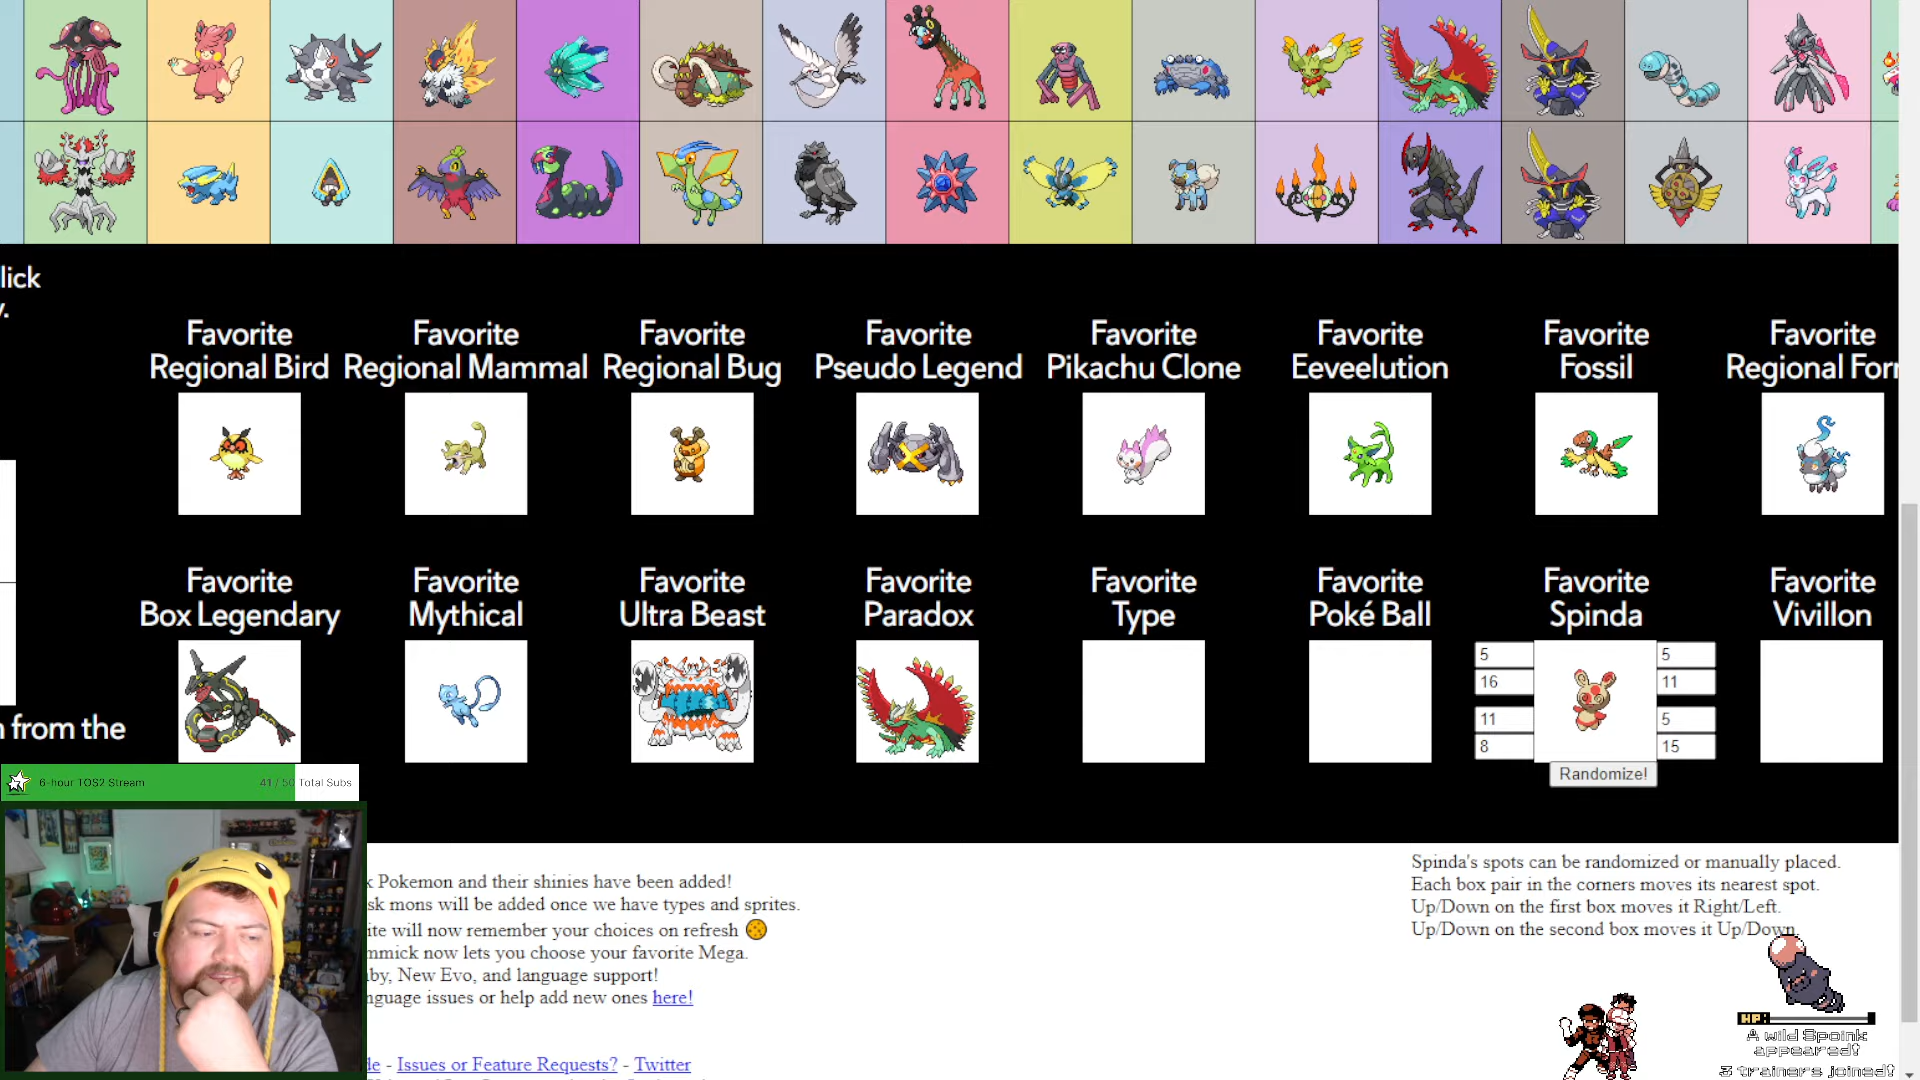 lick
y.
Favorite
Regional Bird
Favorite
Regional Mammal
Favorite
Regional Bug
Favorite
Pseudo Legend
Favorite
Pikachu Clone
Favorite
Eeveelution
Favorite
Fossil
Favorite
Regional Form
Favorite
Box Legendary
Favorite
Mythical
Favorite
Ultra Beast
Favorite
Paradox
Favorite
Type
Favorite
Poké Ball
Favorite
Spinda
Favorite
Vivillon
5
16
11
8
5
11
5
15
Randomize!
n from the
6-hour TOS2 Stream 41 / 50 Total Subs
k Pokemon and their shinies have been added!
sk mons will be added once we have types and sprites.
ite will now remember your choices on refresh
mmick now lets you choose your favorite Mega.
by, New Evo, and language support!
nguage issues or help add new ones here!
de - Issues or Feature Requests? - Twitter
Spinda's spots can be randomized or manually placed.
Each box pair in the corners moves its nearest spot.
Up/Down on the first box moves it Right/Left.
Up/Down on the second box moves it Up/Down.
HP
A wild Spoink
appeared!
3 trainers joined!